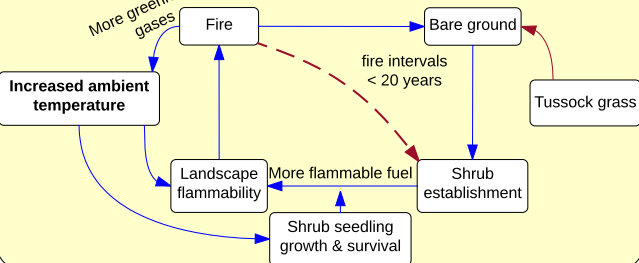 More
gases
Fire
Bare ground
fire intervals
< 20 years
Increased ambient
temperature
Tussock grass
Landscape
flammability
More flammable fuel
Shrub
establishment
Shrub seedling
growth & survival